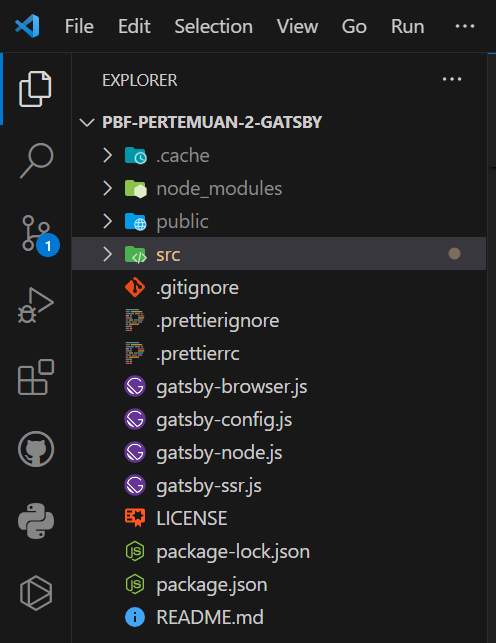 File Edit Selection View Go Run ···
EXPLORER ···
PBF-PERTEMUAN-2-GATSBY
.cache
node_modules
public
1
src
.gitignore
.prettierignore
.prettierrc
gatsby-browser.js
gatsby-config.js
gatsby-node.js
gatsby-ssr.js
LICENSE
package-lock.json
package.json
README.md